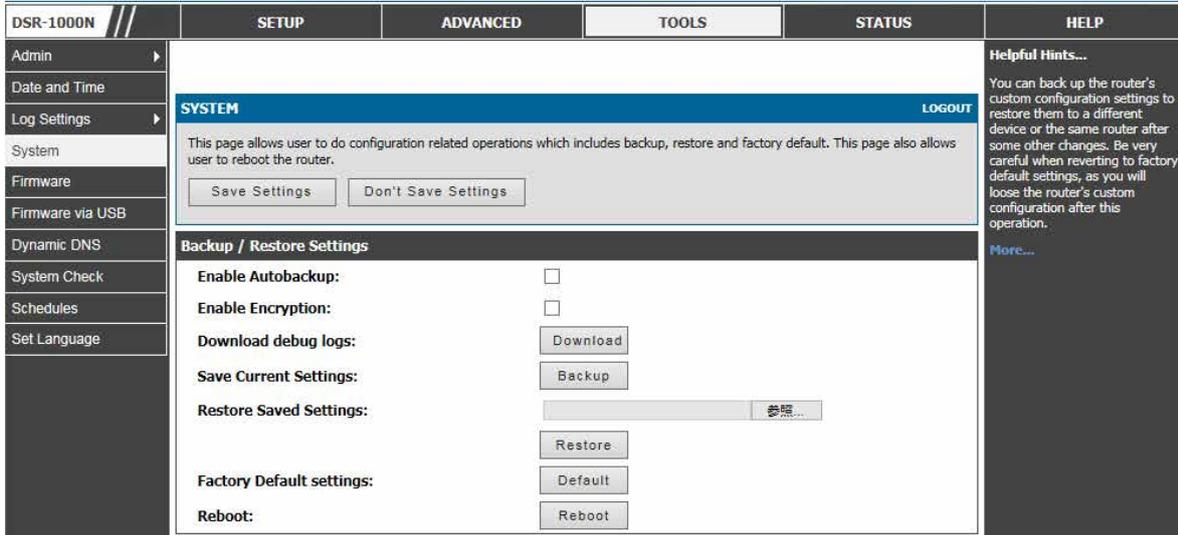 DSR-1000N
SETUP
ADVANCED
TOOLS
STATUS
HELP
Admin
Date and Time
Log Settings
System
Firmware
Firmware via USB
Dynamic DNS
System Check
Schedules
Set Language
SYSTEM
LOGOUT
This page allows user to do configuration related operations which includes backup, restore and factory default. This page also allows
user to reboot the router.
Save Settings
Don't Save Settings
Backup / Restore Settings
Enable Autobackup:
Enable Encryption:
Download debug logs:
Download
Save Current Settings:
Backup
Restore Saved Settings:
参照...
Restore
Factory Default settings:
Default
Reboot:
Reboot
Helpful Hints...
You can back up the router's
custom configuration settings to
restore them to a different
device or the same router after
some other changes. Be very
careful when reverting to factory
default settings, as you will
loose the router's custom
configuration after this
operation.
More...